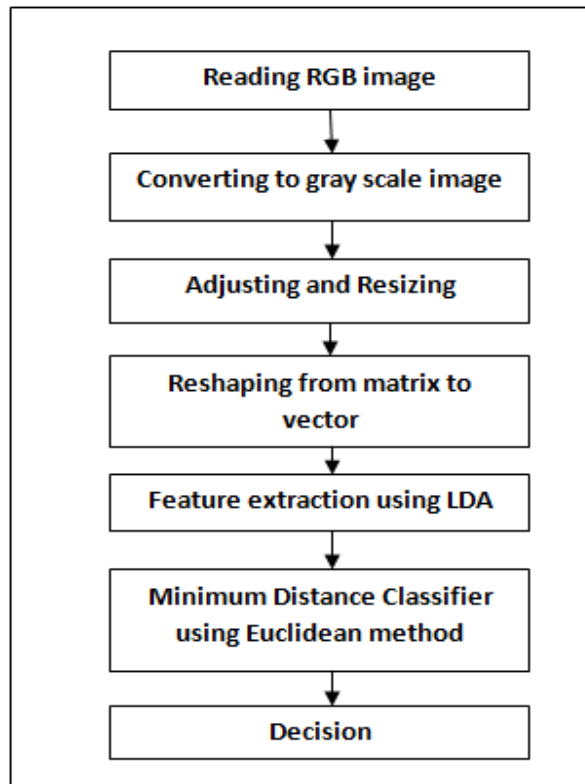 Reading RGB image
Converting to gray scale image
Adjusting and Resizing
Reshaping from matrix to
vector
Feature extraction using LDA
Minimum Distance Classifier
using Euclidean method
Decision